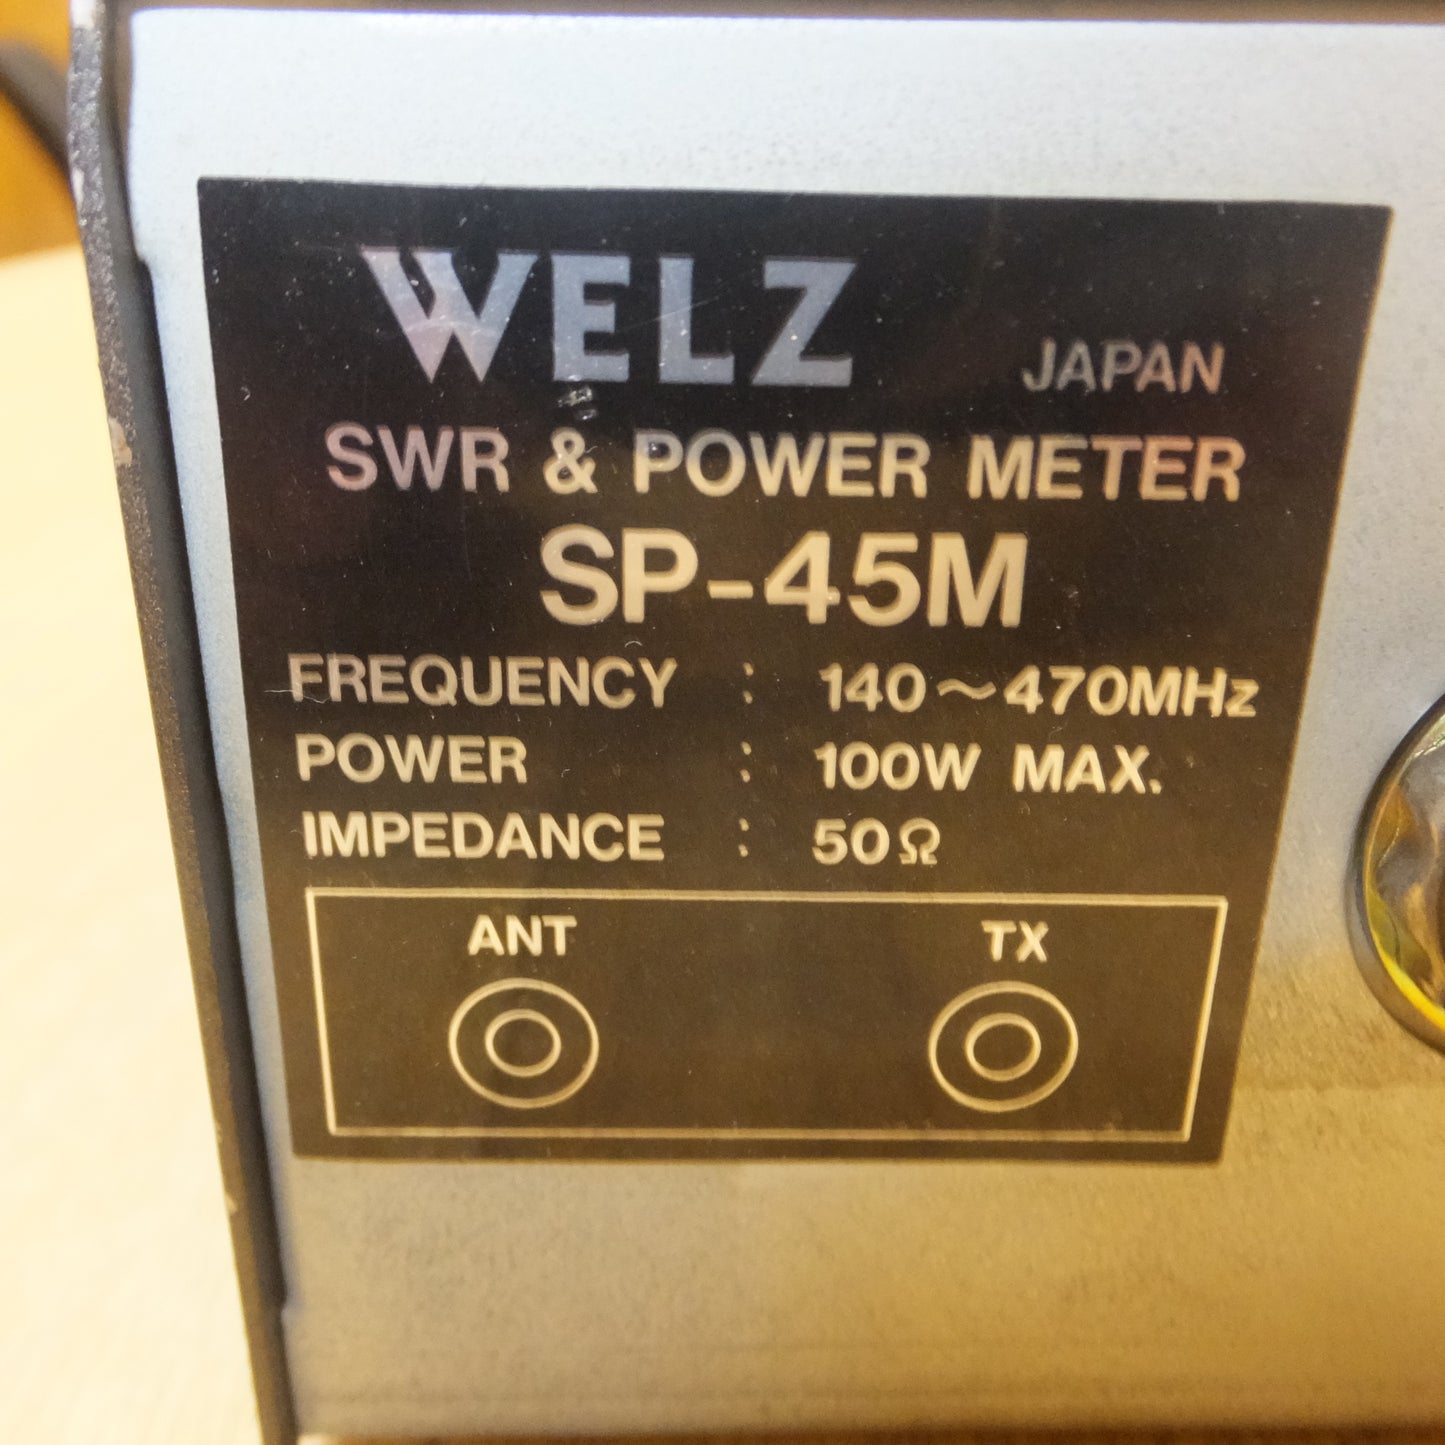 WELZ JAPAN
SWR & POWER METER
SP-45M
FREQUENCY : 140～470MHz
POWER : 100W MAX.
IMPEDANCE : 50Ω
ANT TX